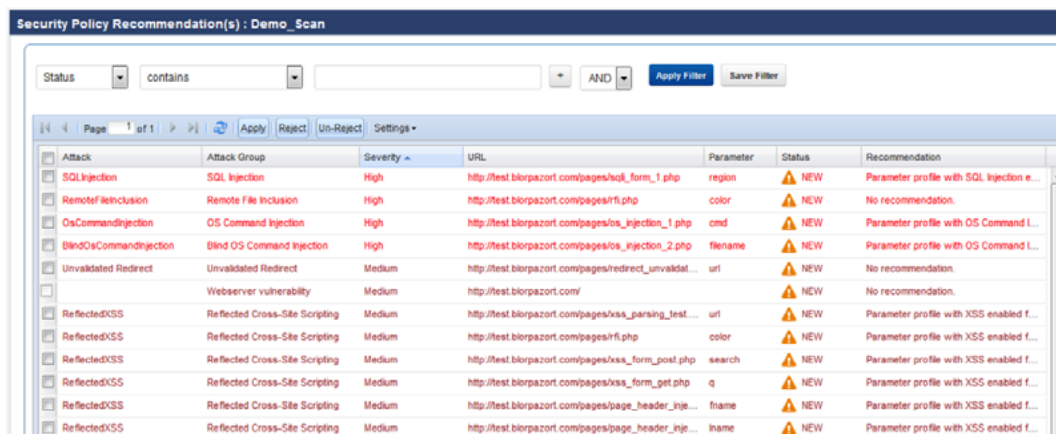 Security Policy Recommendation(s) : Demo_Scan
Status contains + AND Apply Filter Save Filter
Page 1 of 1 Apply Reject Un-Reject Settings
Attack Attack Group Severity URL Parameter Status Recommendation
SQLInjection SQL Injection High http://test.blorpazort.com/pages/sqli_form_1.php region NEW Parameter profile with SQL Injection e...
RemoteFileInclusion Remote File Inclusion High http://test.blorpazort.com/pages/rfi.php color NEW No recommendation.
OsCommandInjection OS Command Injection High http://test.blorpazort.com/pages/os_injection_1.php cmd NEW Parameter profile with OS Command I...
BlindOsCommandInjection Blind OS Command Injection High http://test.blorpazort.com/pages/os_injection_2.php filename NEW Parameter profile with OS Command I...
Unvalidated Redirect Unvalidated Redirect Medium http://test.blorpazort.com/pages/redirect_unvalidat... url NEW No recommendation.
Webserver vulnerability Medium http://test.blorpazort.com/ NEW No recommendation.
ReflectedXSS Reflected Cross-Site Scripting Medium http://test.blorpazort.com/pages/xss_parsing_test.... url NEW Parameter profile with XSS enabled f...
ReflectedXSS Reflected Cross-Site Scripting Medium http://test.blorpazort.com/pages/rfi.php color NEW Parameter profile with XSS enabled f...
ReflectedXSS Reflected Cross-Site Scripting Medium http://test.blorpazort.com/pages/xss_form_post.php search NEW Parameter profile with XSS enabled f...
ReflectedXSS Reflected Cross-Site Scripting Medium http://test.blorpazort.com/pages/xss_form_get.php q NEW Parameter profile with XSS enabled f...
ReflectedXSS Reflected Cross-Site Scripting Medium http://test.blorpazort.com/pages/page_header_inje... fname NEW Parameter profile with XSS enabled f...
ReflectedXSS Reflected Cross-Site Scripting Medium http://test.blorpazort.com/pages/page_header_inje... lname NEW Parameter profile with XSS enabled f...